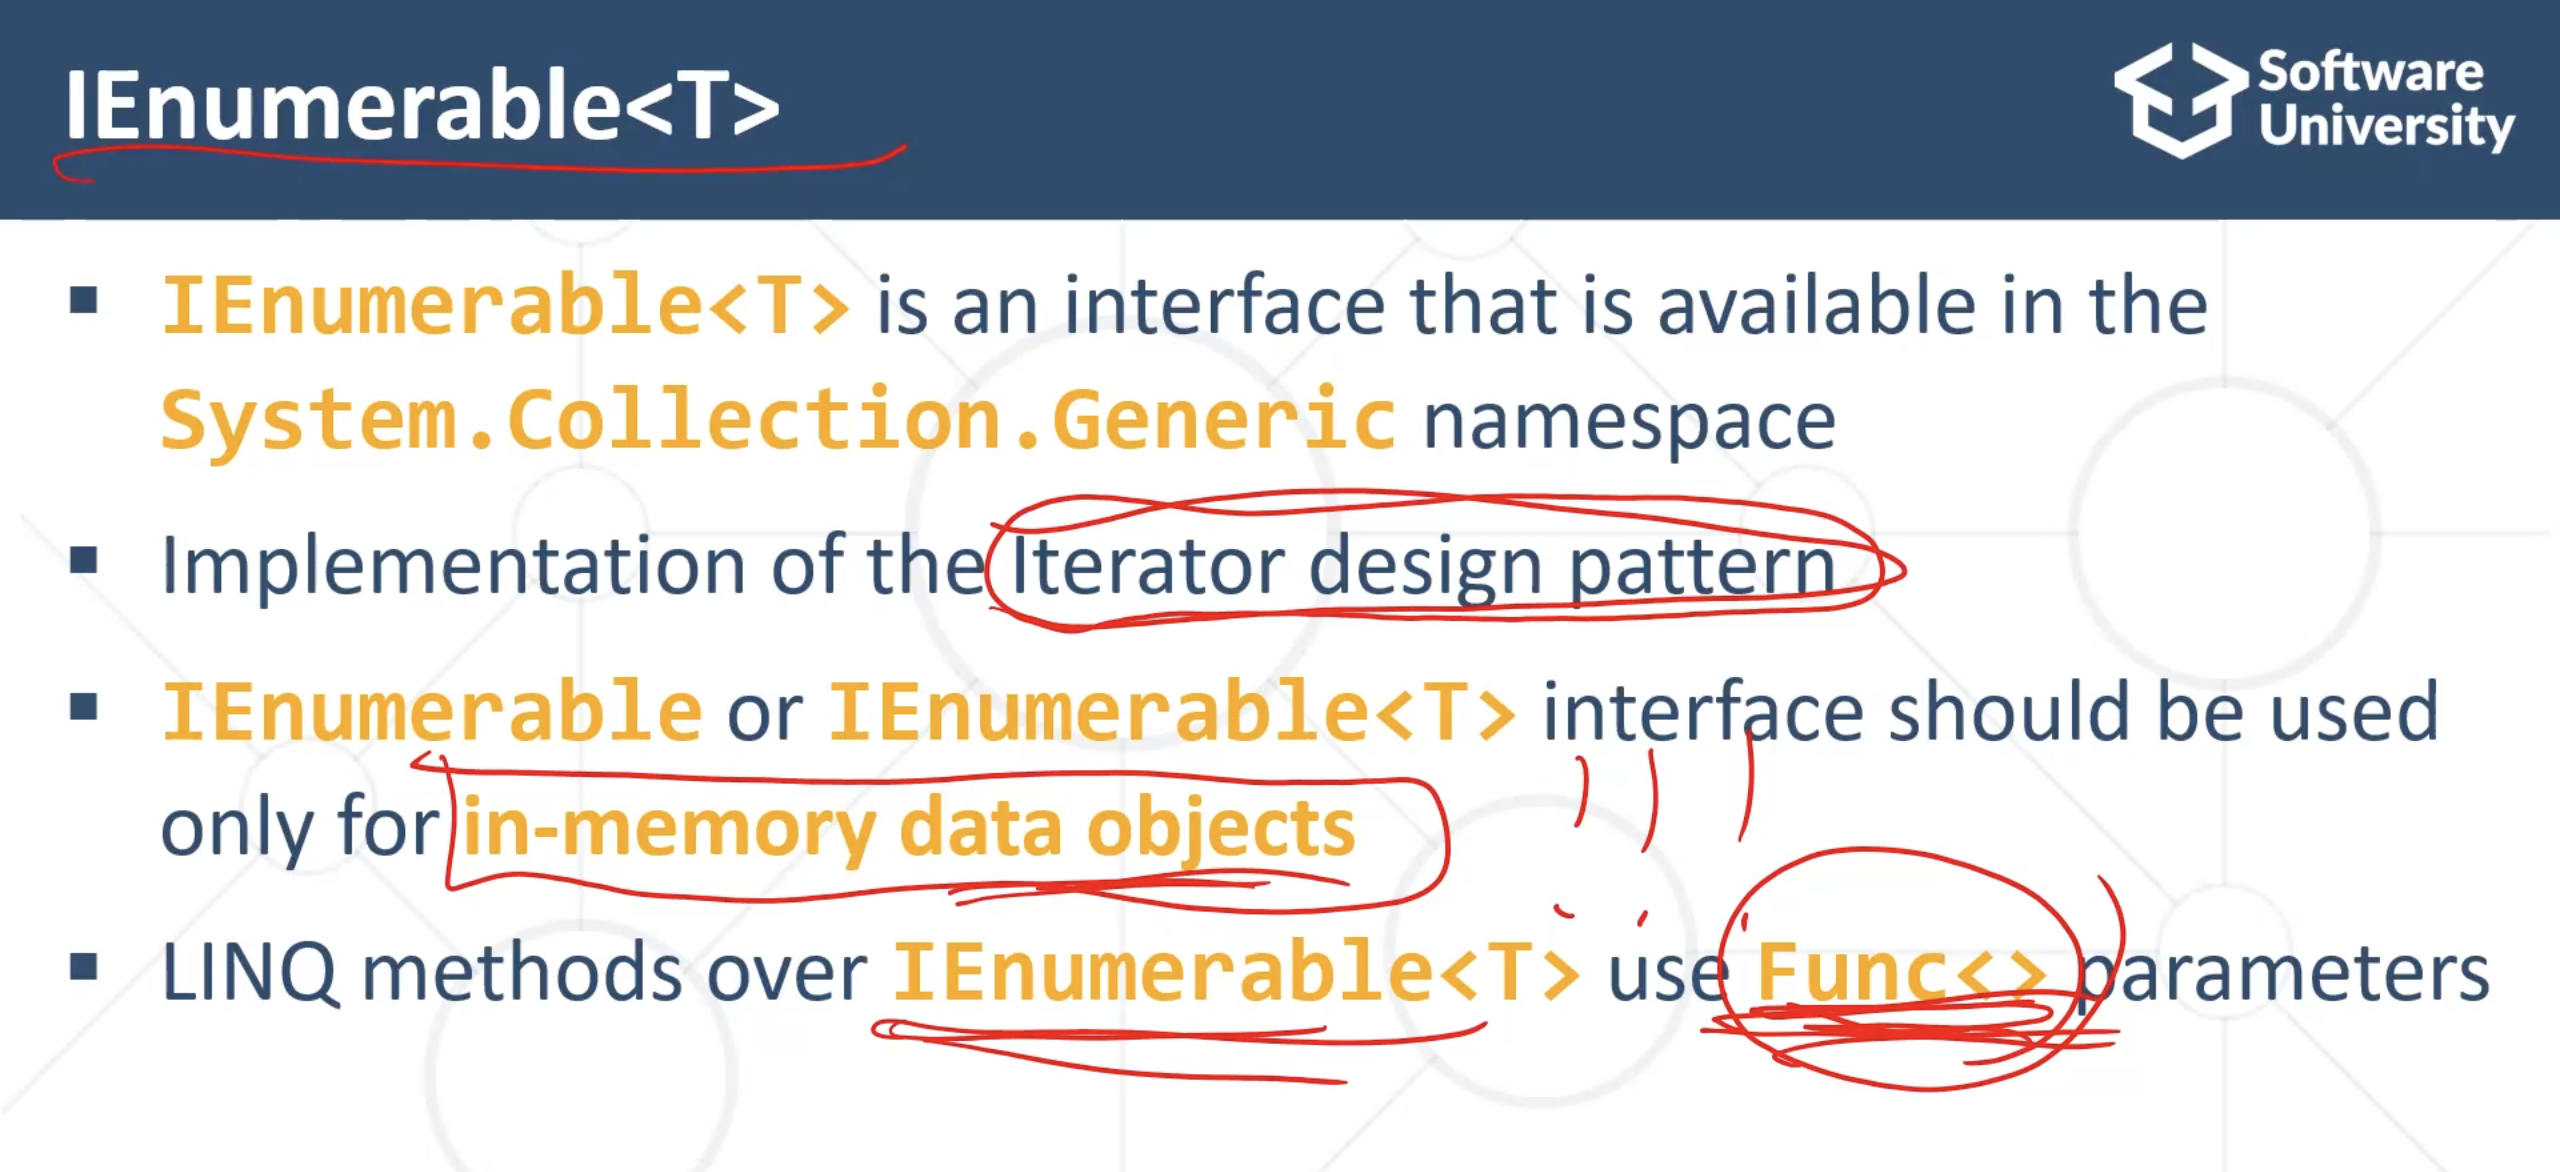 IEnumerable<T>
Software
University
▪ IEnumerable<T> is an interface that is available in the
System.Collection.Generic namespace
▪ Implementation of the Iterator design pattern
▪ IEnumerable or IEnumerable<T> interface should be used
only for in-memory data objects
▪ LINQ methods over IEnumerable<T> use Func<> parameters